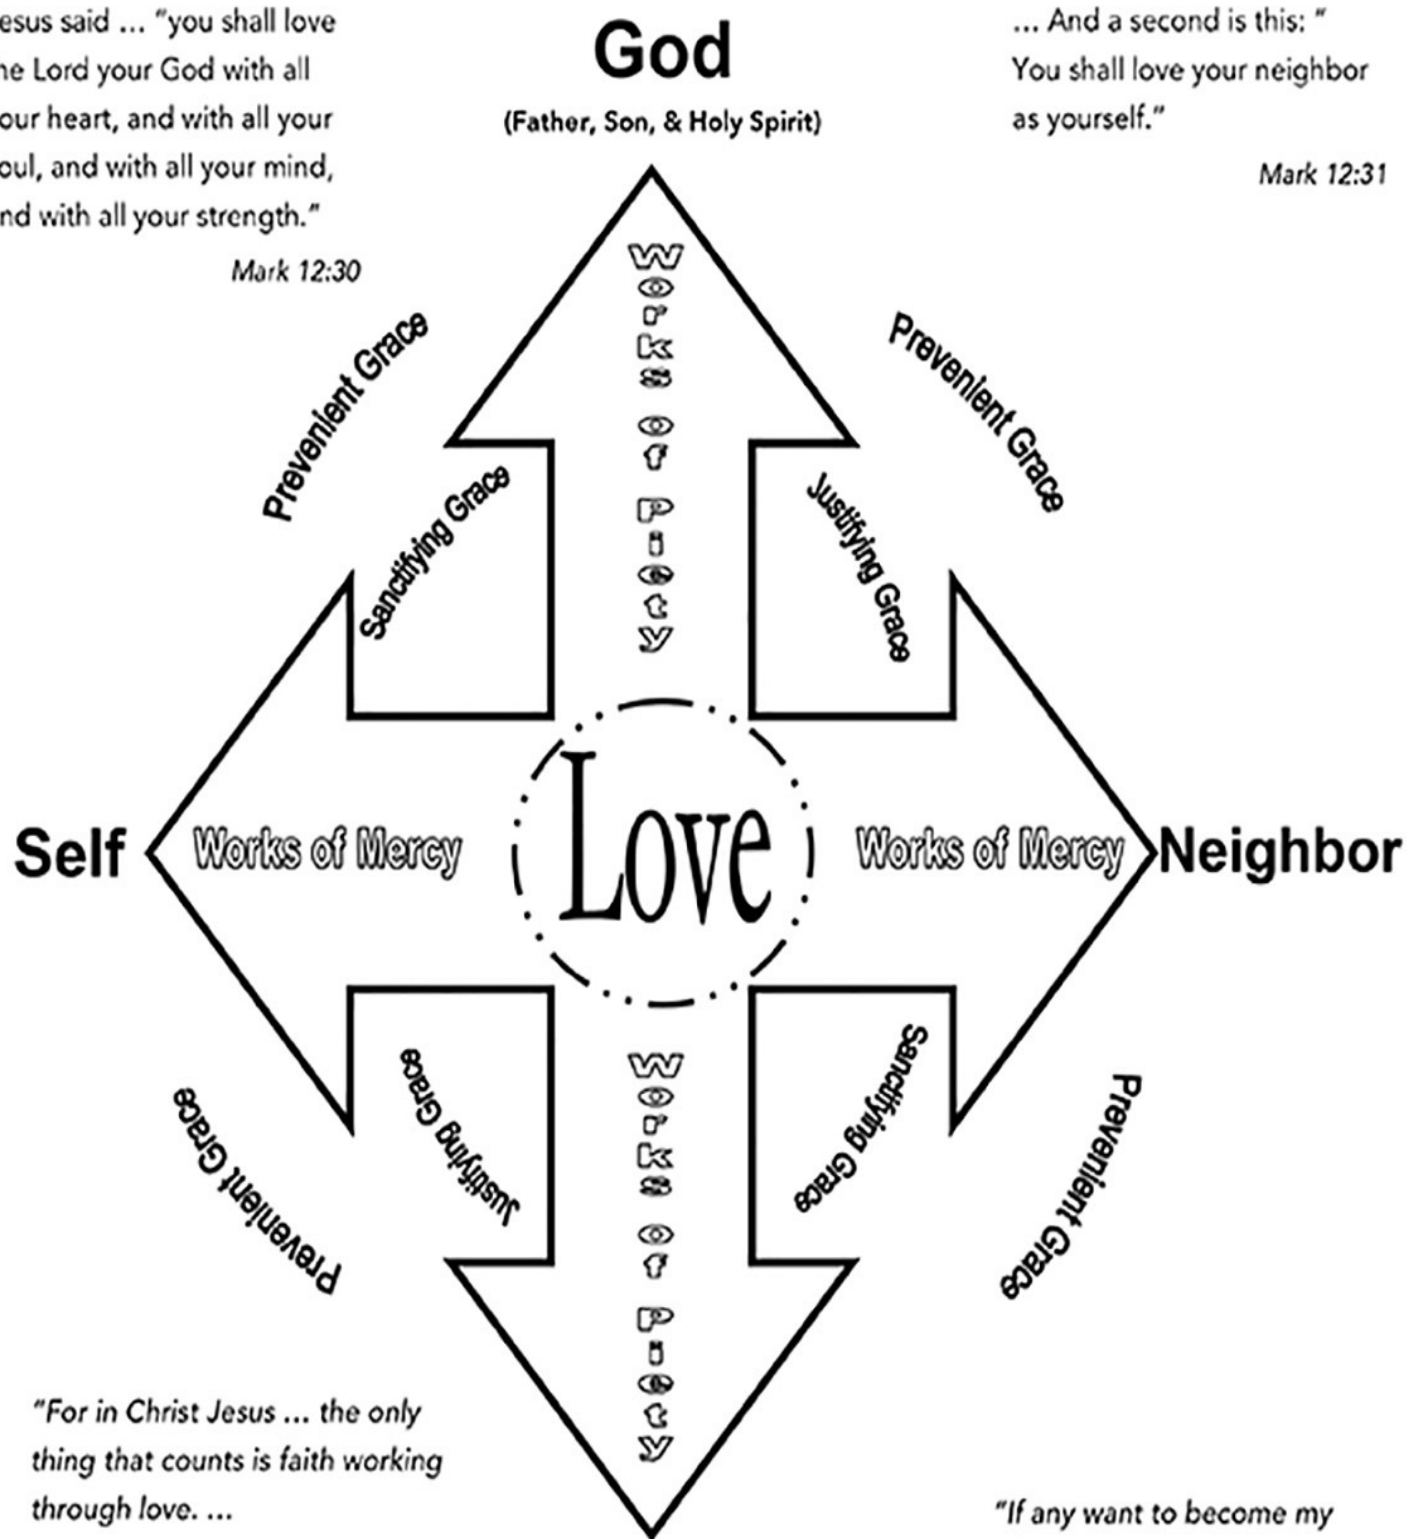 esus said ... "you shall love
he Lord your God with all
our heart, and with all your
oul, and with all your mind,
nd with all your strength."
Mark 12:30
God
(Father, Son, & Holy Spirit)
... And a second is this: "
You shall love your neighbor
as yourself."
Mark 12:31
Prevenient Grace
Prevenient Grace
Works of Piety
Sanctifying Grace
Justifying Grace
Self
Works of Mercy
Love
Works of Mercy
Neighbor
Justifying Grace
Sanctifying Grace
Works of Piety
Prevenient Grace
Prevenient Grace
"For in Christ Jesus ... the only
thing that counts is faith working
through love. ...
"If any want to become my